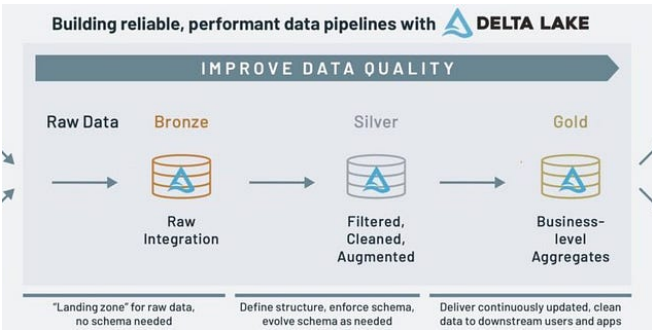 Building reliable, performant data pipelines with DELTA LAKE
IMPROVE DATA QUALITY
Raw Data
Bronze
Silver
Gold
Raw
Integration
Filtered,
Cleaned,
Augmented
Business-
level
Aggregates
"Landing zone" for raw data,
no schema needed
Define structure, enforce schema,
evolve schema as needed
Deliver continuously updated, clean
data to downstream users and apps